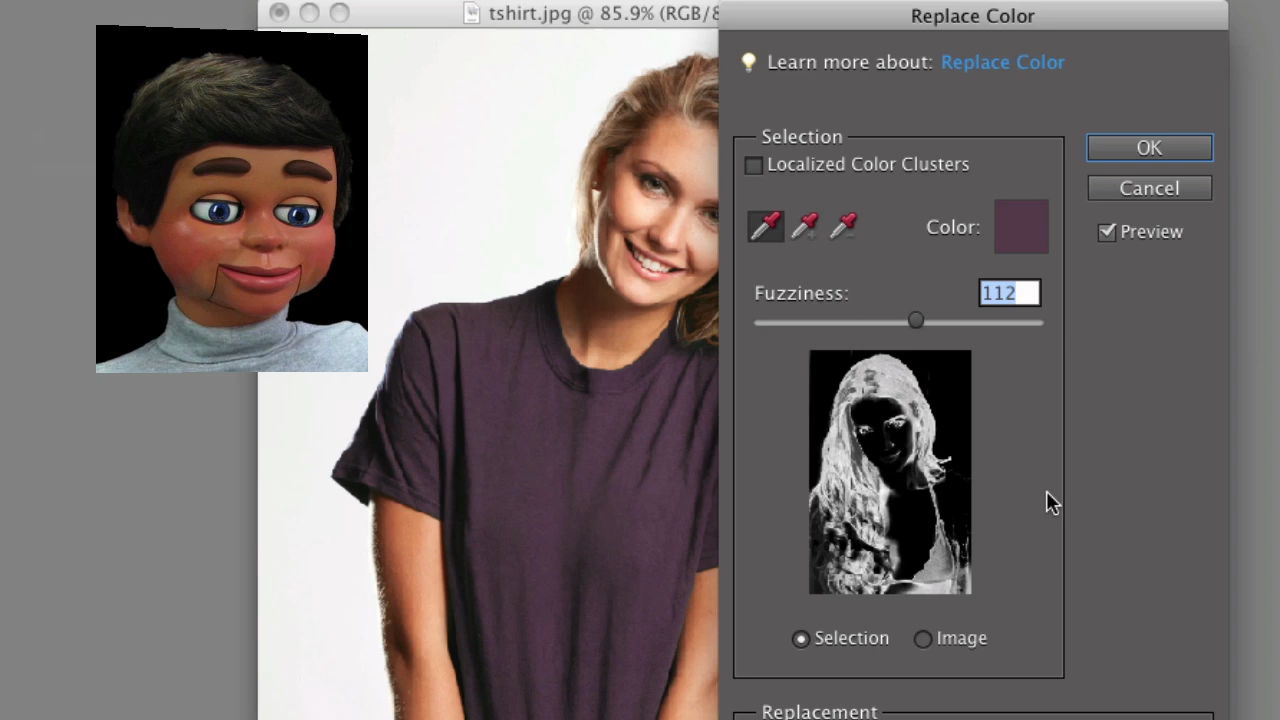 tshirt.jpg @ 85.9% (RGB/8
Replace Color
Learn more about: Replace Color
Selection
Localized Color Clusters
Color:
Fuzziness: 112
Selection
Image
OK
Cancel
Preview
Replacement